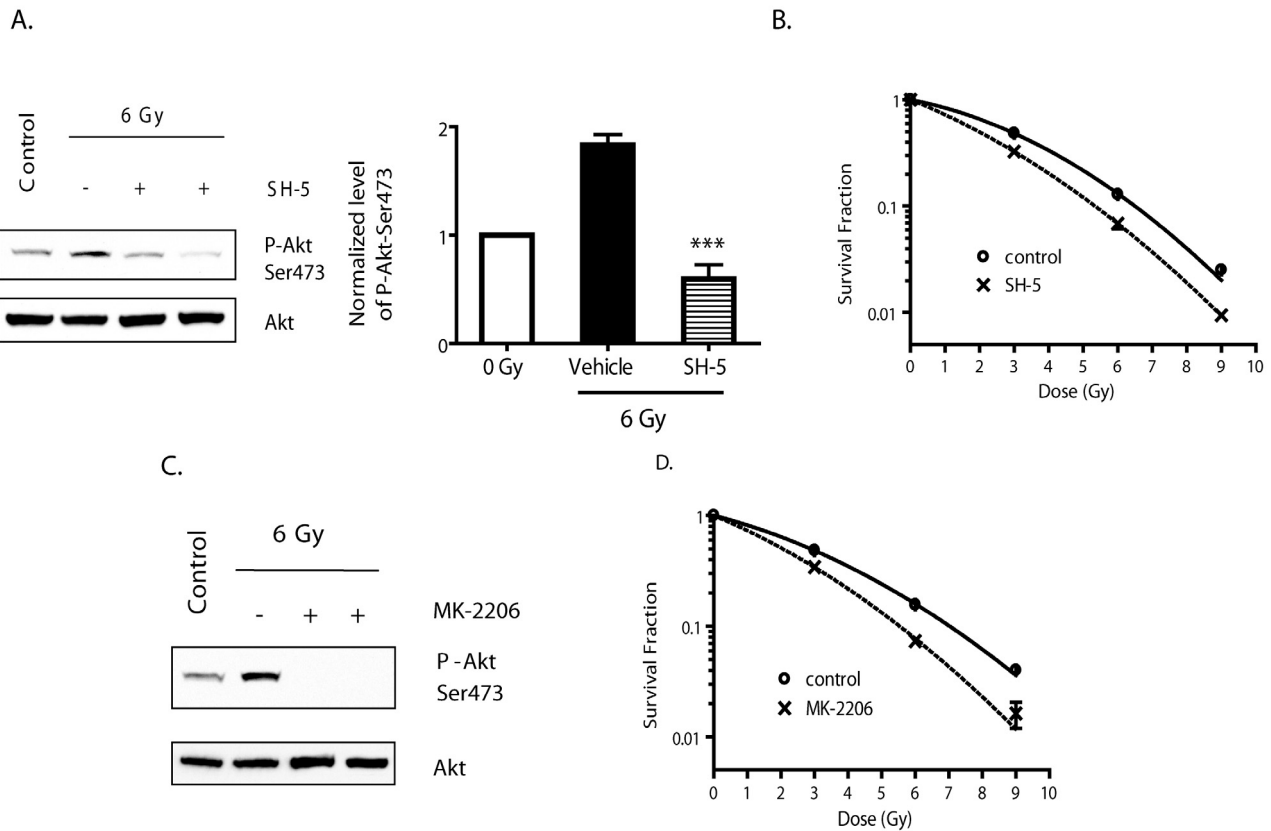 A.
Control
6 Gy
- + + SH-5
P-Akt
Ser473
Akt
Normalized level
of P-Akt-Ser473
2
1
0
***
0 Gy Vehicle SH-5
6 Gy
B.
Survival Fraction
1
0.1
0.01
control
SH-5
0 1 2 3 4 5 6 7 8 9 10
Dose (Gy)
C.
Control
6 Gy
- + + MK-2206
P -Akt
Ser473
Akt
D.
Survival Fraction
1
0.1
0.01
control
MK-2206
0 1 2 3 4 5 6 7 8 9 10
Dose (Gy)